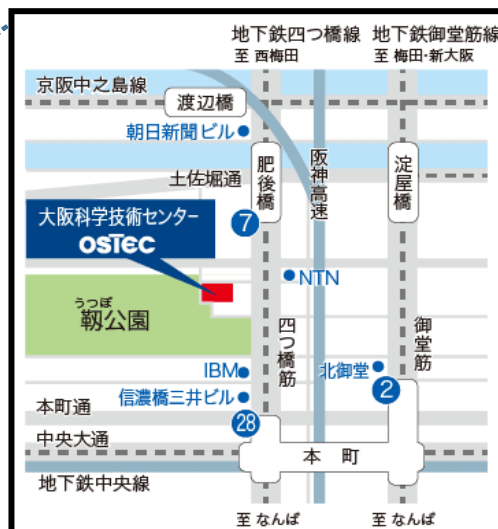 地下鉄四つ橋線
至 西梅田
地下鉄御堂筋線
至 梅田・新大阪
京阪中之島線
渡辺橋
朝日新聞ビル
土佐堀通
肥後橋
阪神高速
淀屋橋
大阪科学技術センター
OSTEC
7
NTN
うつぼ
靱公園
四つ橋筋
御堂筋
IBM
北御堂
2
信濃橋三井ビル
本町通
28
中央大通
本町
地下鉄中央線
至 なんば
至 なんば